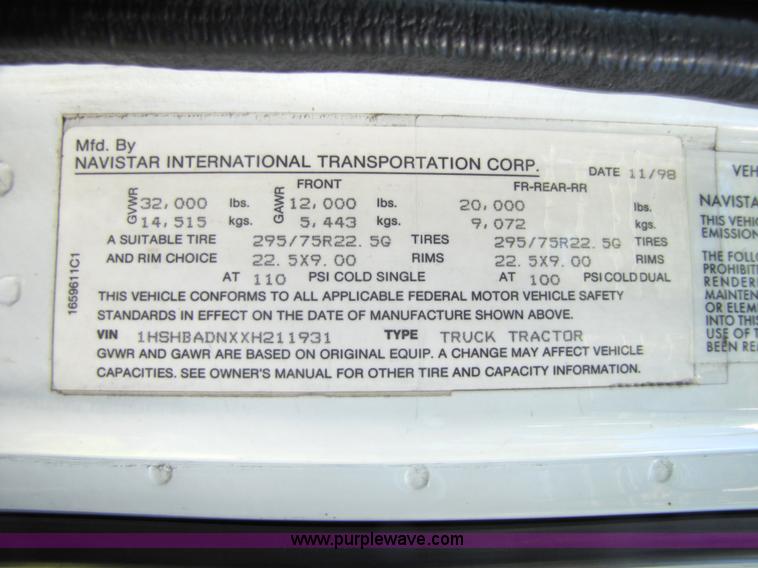 Mfd. By
NAVISTAR INTERNATIONAL TRANSPORTATION CORP. DATE 11/98
FRONT FR-REAR-RR
GVWR 32,000 lbs. GAWR 12,000 lbs. 20,000 lbs.
14,515 kgs. 5,443 kgs. 9,072 kgs.
A SUITABLE TIRE 295/75R22.5G TIRES 295/75R22.5G TIRES
AND RIM CHOICE 22.5X9.00 RIMS 22.5X9.00 RIMS
AT 110 PSI COLD SINGLE AT 100 PSI COLD DUAL
THIS VEHICLE CONFORMS TO ALL APPLICABLE FEDERAL MOTOR VEHICLE SAFETY
STANDARDS IN EFFECT ON THE DATE OF MANUFACTURE SHOWN ABOVE.
VIN 1HSHBADNXXH211931 TYPE TRUCK TRACTOR
GVWR AND GAWR ARE BASED ON ORIGINAL EQUIP. A CHANGE MAY AFFECT VEHICLE
CAPACITIES. SEE OWNER'S MANUAL FOR OTHER TIRE AND CAPACITY INFORMATION.
1659611C1
VEH
NAVISTA
THIS VEHIC
EMISSION
THE FOLLO
PROHIBIT
RENDER
MAINTEN
OR ELEM
INTO THIS
USE OF T
BEEN RE
www.purplewave.com